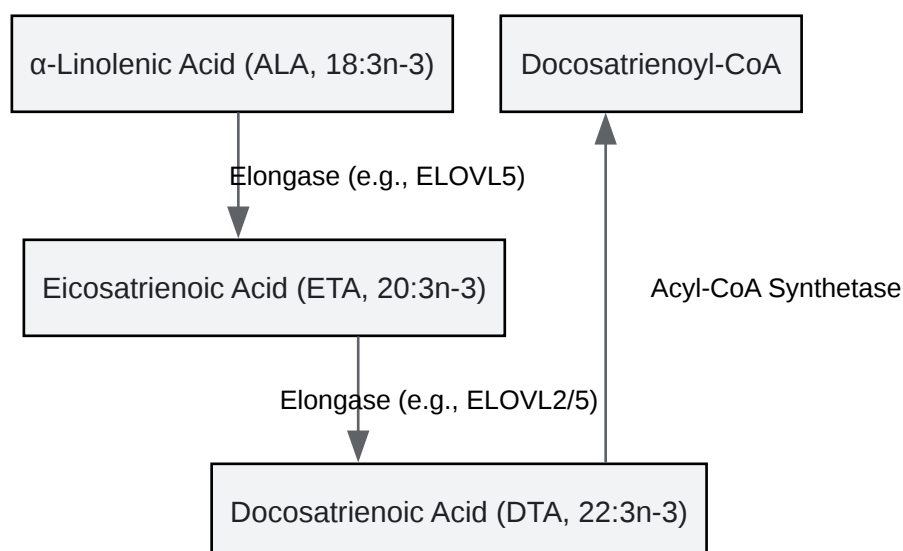 α-Linolenic Acid (ALA, 18:3n-3)
Docosatrienoyl-CoA
Elongase (e.g., ELOVL5)
Eicosatrienoic Acid (ETA, 20:3n-3)
Acyl-CoA Synthetase
Elongase (e.g., ELOVL2/5)
Docosatrienoic Acid (DTA, 22:3n-3)